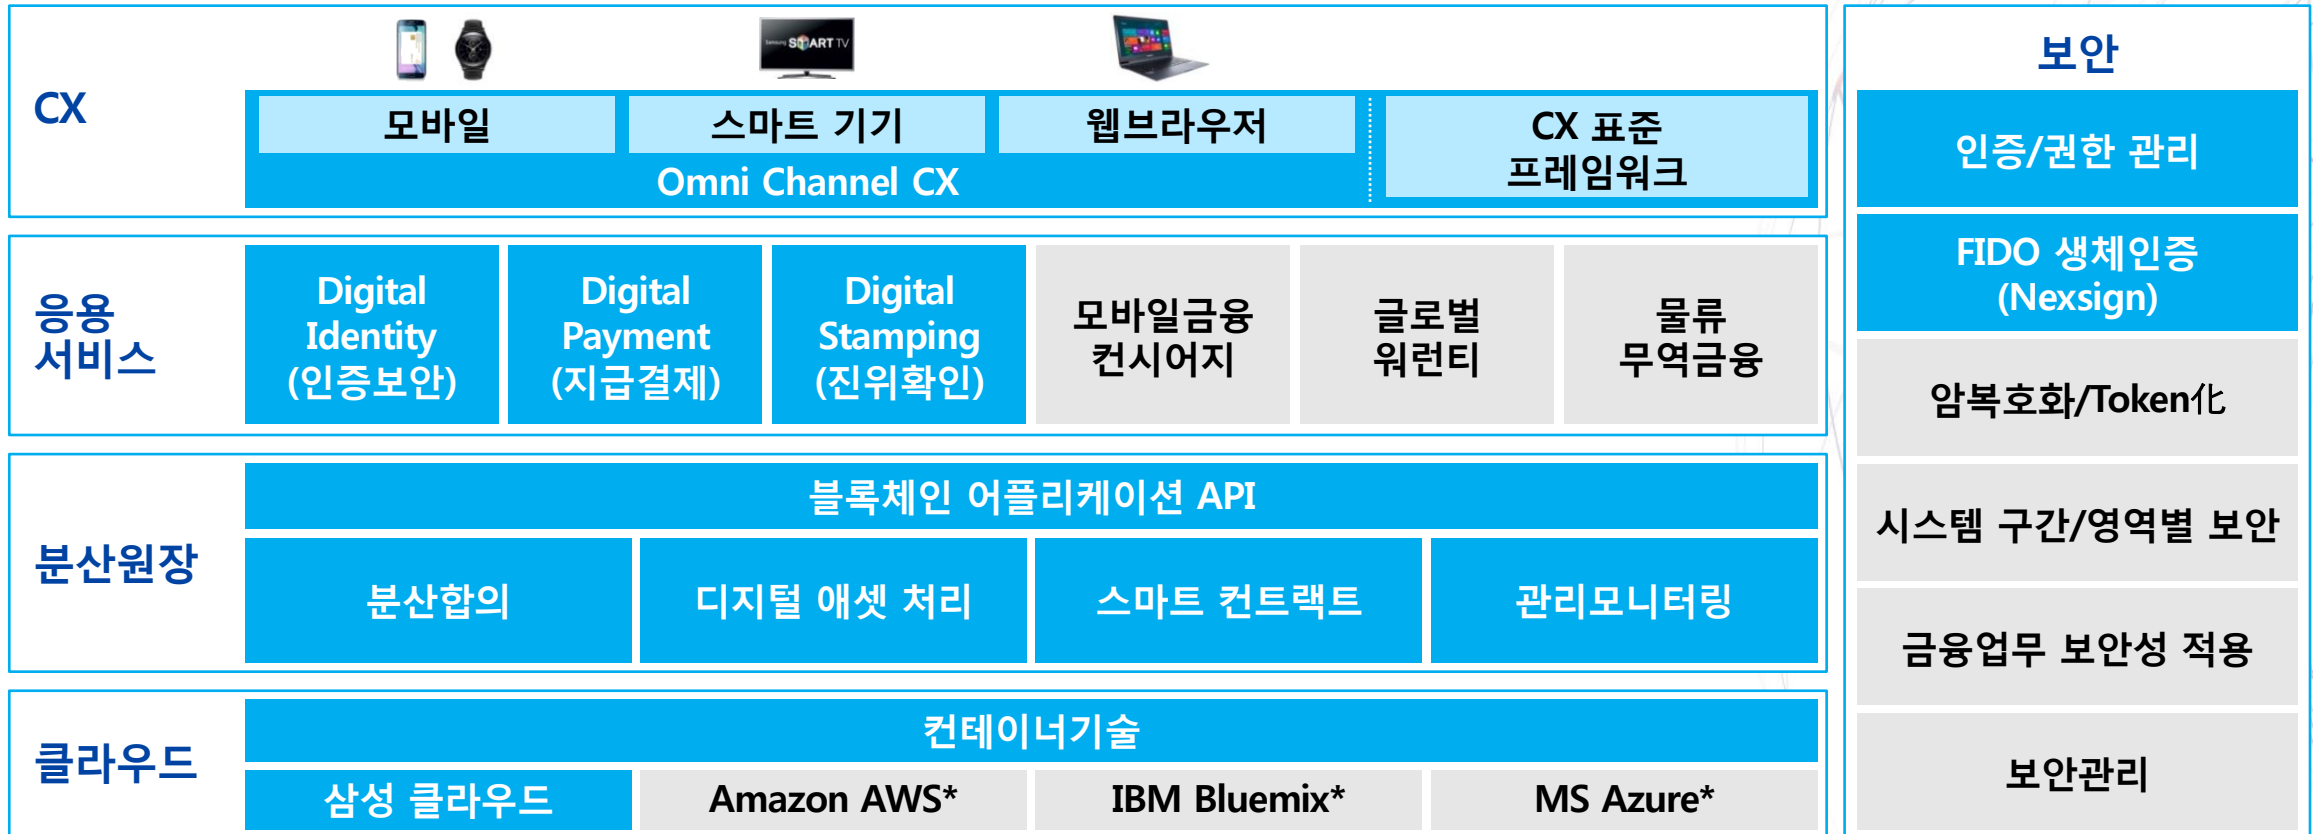 CX
Samsung SMART TV
모바일
스마트 기기
웹브라우저
Omni Channel CX
CX 표준
프레임워크
응용
서비스
Digital
Identity
(인증보안)
Digital
Payment
(지급결제)
Digital
Stamping
(진위확인)
모바일금융
컨시어지
글로벌
워런티
물류
무역금융
분산원장
블록체인 어플리케이션 API
분산합의
디지털 애셋 처리
스마트 컨트랙트
관리모니터링
클라우드
컨테이너기술
삼성 클라우드
Amazon AWS*
IBM Bluemix*
MS Azure*
보안
인증/권한 관리
FIDO 생체인증
(Nexsign)
암복호화/Token化
시스템 구간/영역별 보안
금융업무 보안성 적용
보안관리